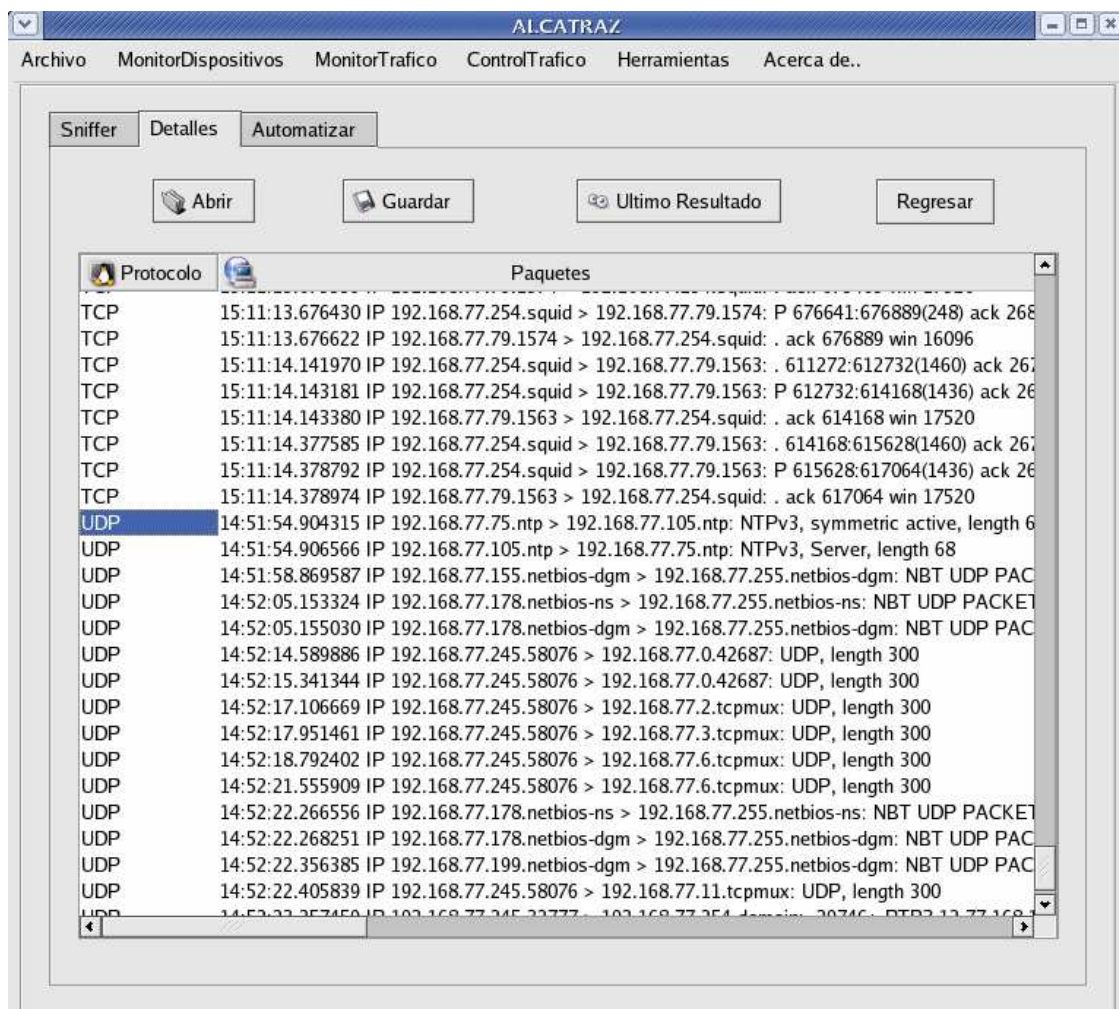 ALCATRAZ
Archivo MonitorDispositivos MonitorTrafico ControlTrafico Herramientas Acerca de..
Sniffer Detalles Automatizar
Abrir Guardar Ultimo Resultado Regresar
Protocolo Paquetes
TCP 15:11:13.676430 IP 192.168.77.254.squid > 192.168.77.79.1574: P 676641:676889(248) ack 268
TCP 15:11:13.676622 IP 192.168.77.79.1574 > 192.168.77.254.squid: . ack 676889 win 16096
TCP 15:11:14.141970 IP 192.168.77.254.squid > 192.168.77.79.1563: . 611272:612732(1460) ack 267
TCP 15:11:14.143181 IP 192.168.77.254.squid > 192.168.77.79.1563: P 612732:614168(1436) ack 26
TCP 15:11:14.143380 IP 192.168.77.79.1563 > 192.168.77.254.squid: . ack 614168 win 17520
TCP 15:11:14.377585 IP 192.168.77.254.squid > 192.168.77.79.1563: . 614168:615628(1460) ack 267
TCP 15:11:14.378792 IP 192.168.77.254.squid > 192.168.77.79.1563: P 615628:617064(1436) ack 26
TCP 15:11:14.378974 IP 192.168.77.79.1563 > 192.168.77.254.squid: . ack 617064 win 17520
UDP 14:51:54.904315 IP 192.168.77.75.ntp > 192.168.77.105.ntp: NTPv3, symmetric active, length 6
UDP 14:51:54.906566 IP 192.168.77.105.ntp > 192.168.77.75.ntp: NTPv3, Server, length 68
UDP 14:51:58.869587 IP 192.168.77.155.netbios-dgm > 192.168.77.255.netbios-dgm: NBT UDP PAC
UDP 14:52:05.153324 IP 192.168.77.178.netbios-ns > 192.168.77.255.netbios-ns: NBT UDP PACKET
UDP 14:52:05.155030 IP 192.168.77.178.netbios-dgm > 192.168.77.255.netbios-dgm: NBT UDP PAC
UDP 14:52:14.589886 IP 192.168.77.245.58076 > 192.168.77.0.42687: UDP, length 300
UDP 14:52:15.341344 IP 192.168.77.245.58076 > 192.168.77.0.42687: UDP, length 300
UDP 14:52:17.106669 IP 192.168.77.245.58076 > 192.168.77.2.tcpmux: UDP, length 300
UDP 14:52:17.951461 IP 192.168.77.245.58076 > 192.168.77.3.tcpmux: UDP, length 300
UDP 14:52:18.792402 IP 192.168.77.245.58076 > 192.168.77.6.tcpmux: UDP, length 300
UDP 14:52:21.555909 IP 192.168.77.245.58076 > 192.168.77.6.tcpmux: UDP, length 300
UDP 14:52:22.266556 IP 192.168.77.178.netbios-ns > 192.168.77.255.netbios-ns: NBT UDP PACKET
UDP 14:52:22.268251 IP 192.168.77.178.netbios-dgm > 192.168.77.255.netbios-dgm: NBT UDP PAC
UDP 14:52:22.356385 IP 192.168.77.199.netbios-dgm > 192.168.77.255.netbios-dgm: NBT UDP PAC
UDP 14:52:22.405839 IP 192.168.77.245.58076 > 192.168.77.11.tcpmux: UDP, length 300